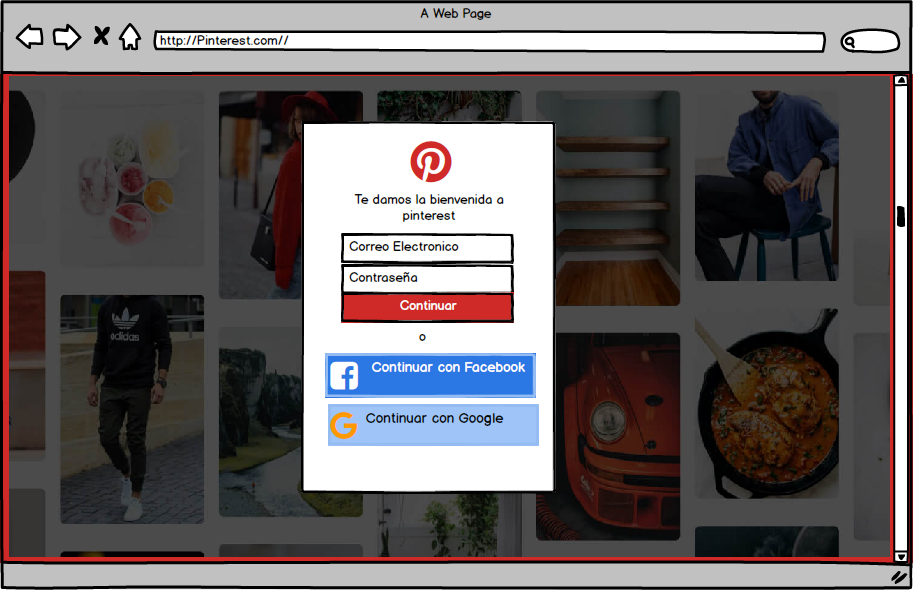 A Web Page
http://Pinterest.com//
Te damos la bienvenida a
pinterest
Correo Electronico
Contraseña
Continuar
o
Continuar con Facebook
Continuar con Google
adidas